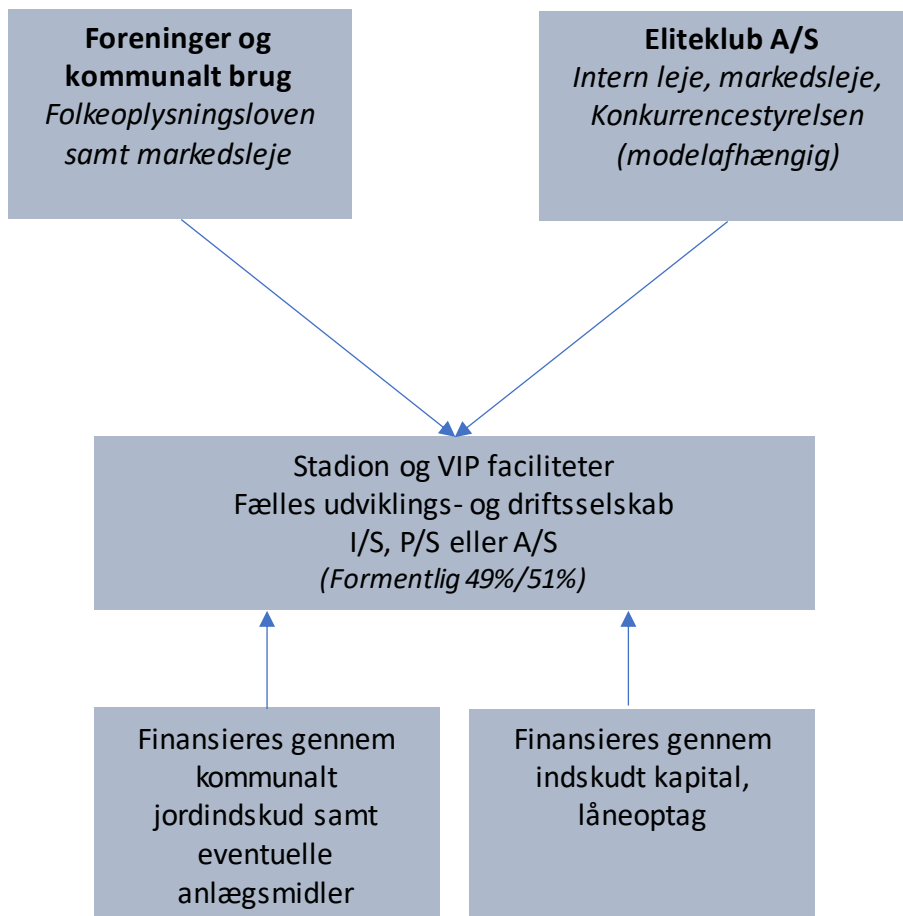 Foreninger og
kommunalt brug
Folkeoplysningsloven
samt markedsleje
Eliteklub A/S
Intern leje, markedsleje,
Konkurrencestyrelsen
(modelafhængig)
Stadion og VIP faciliteter
Fælles udviklings- og driftsselskab
I/S, P/S eller A/S
(Formentlig 49%/51%)
Finansieres gennem
kommunalt
jordindskud samt
eventuelle
anlægsmidler
Finansieres gennem
indskudt kapital,
låneoptag